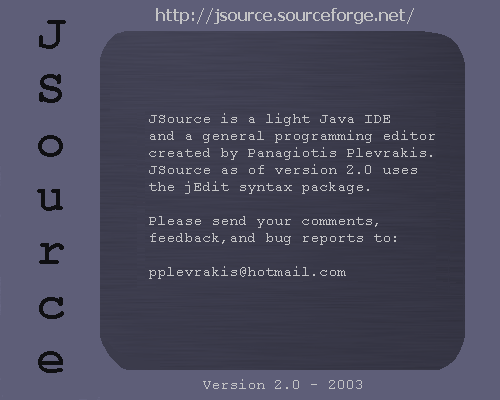 http://jsource.sourceforge.net/
JSource
JSource is a light Java IDE
and a general programming editor
created by Panagiotis Plevrakis.
JSource as of version 2.0 uses
the jEdit syntax package.
Please send your comments,
feedback,and bug reports to:
pplevrakis@hotmail.com
Version 2.0 - 2003